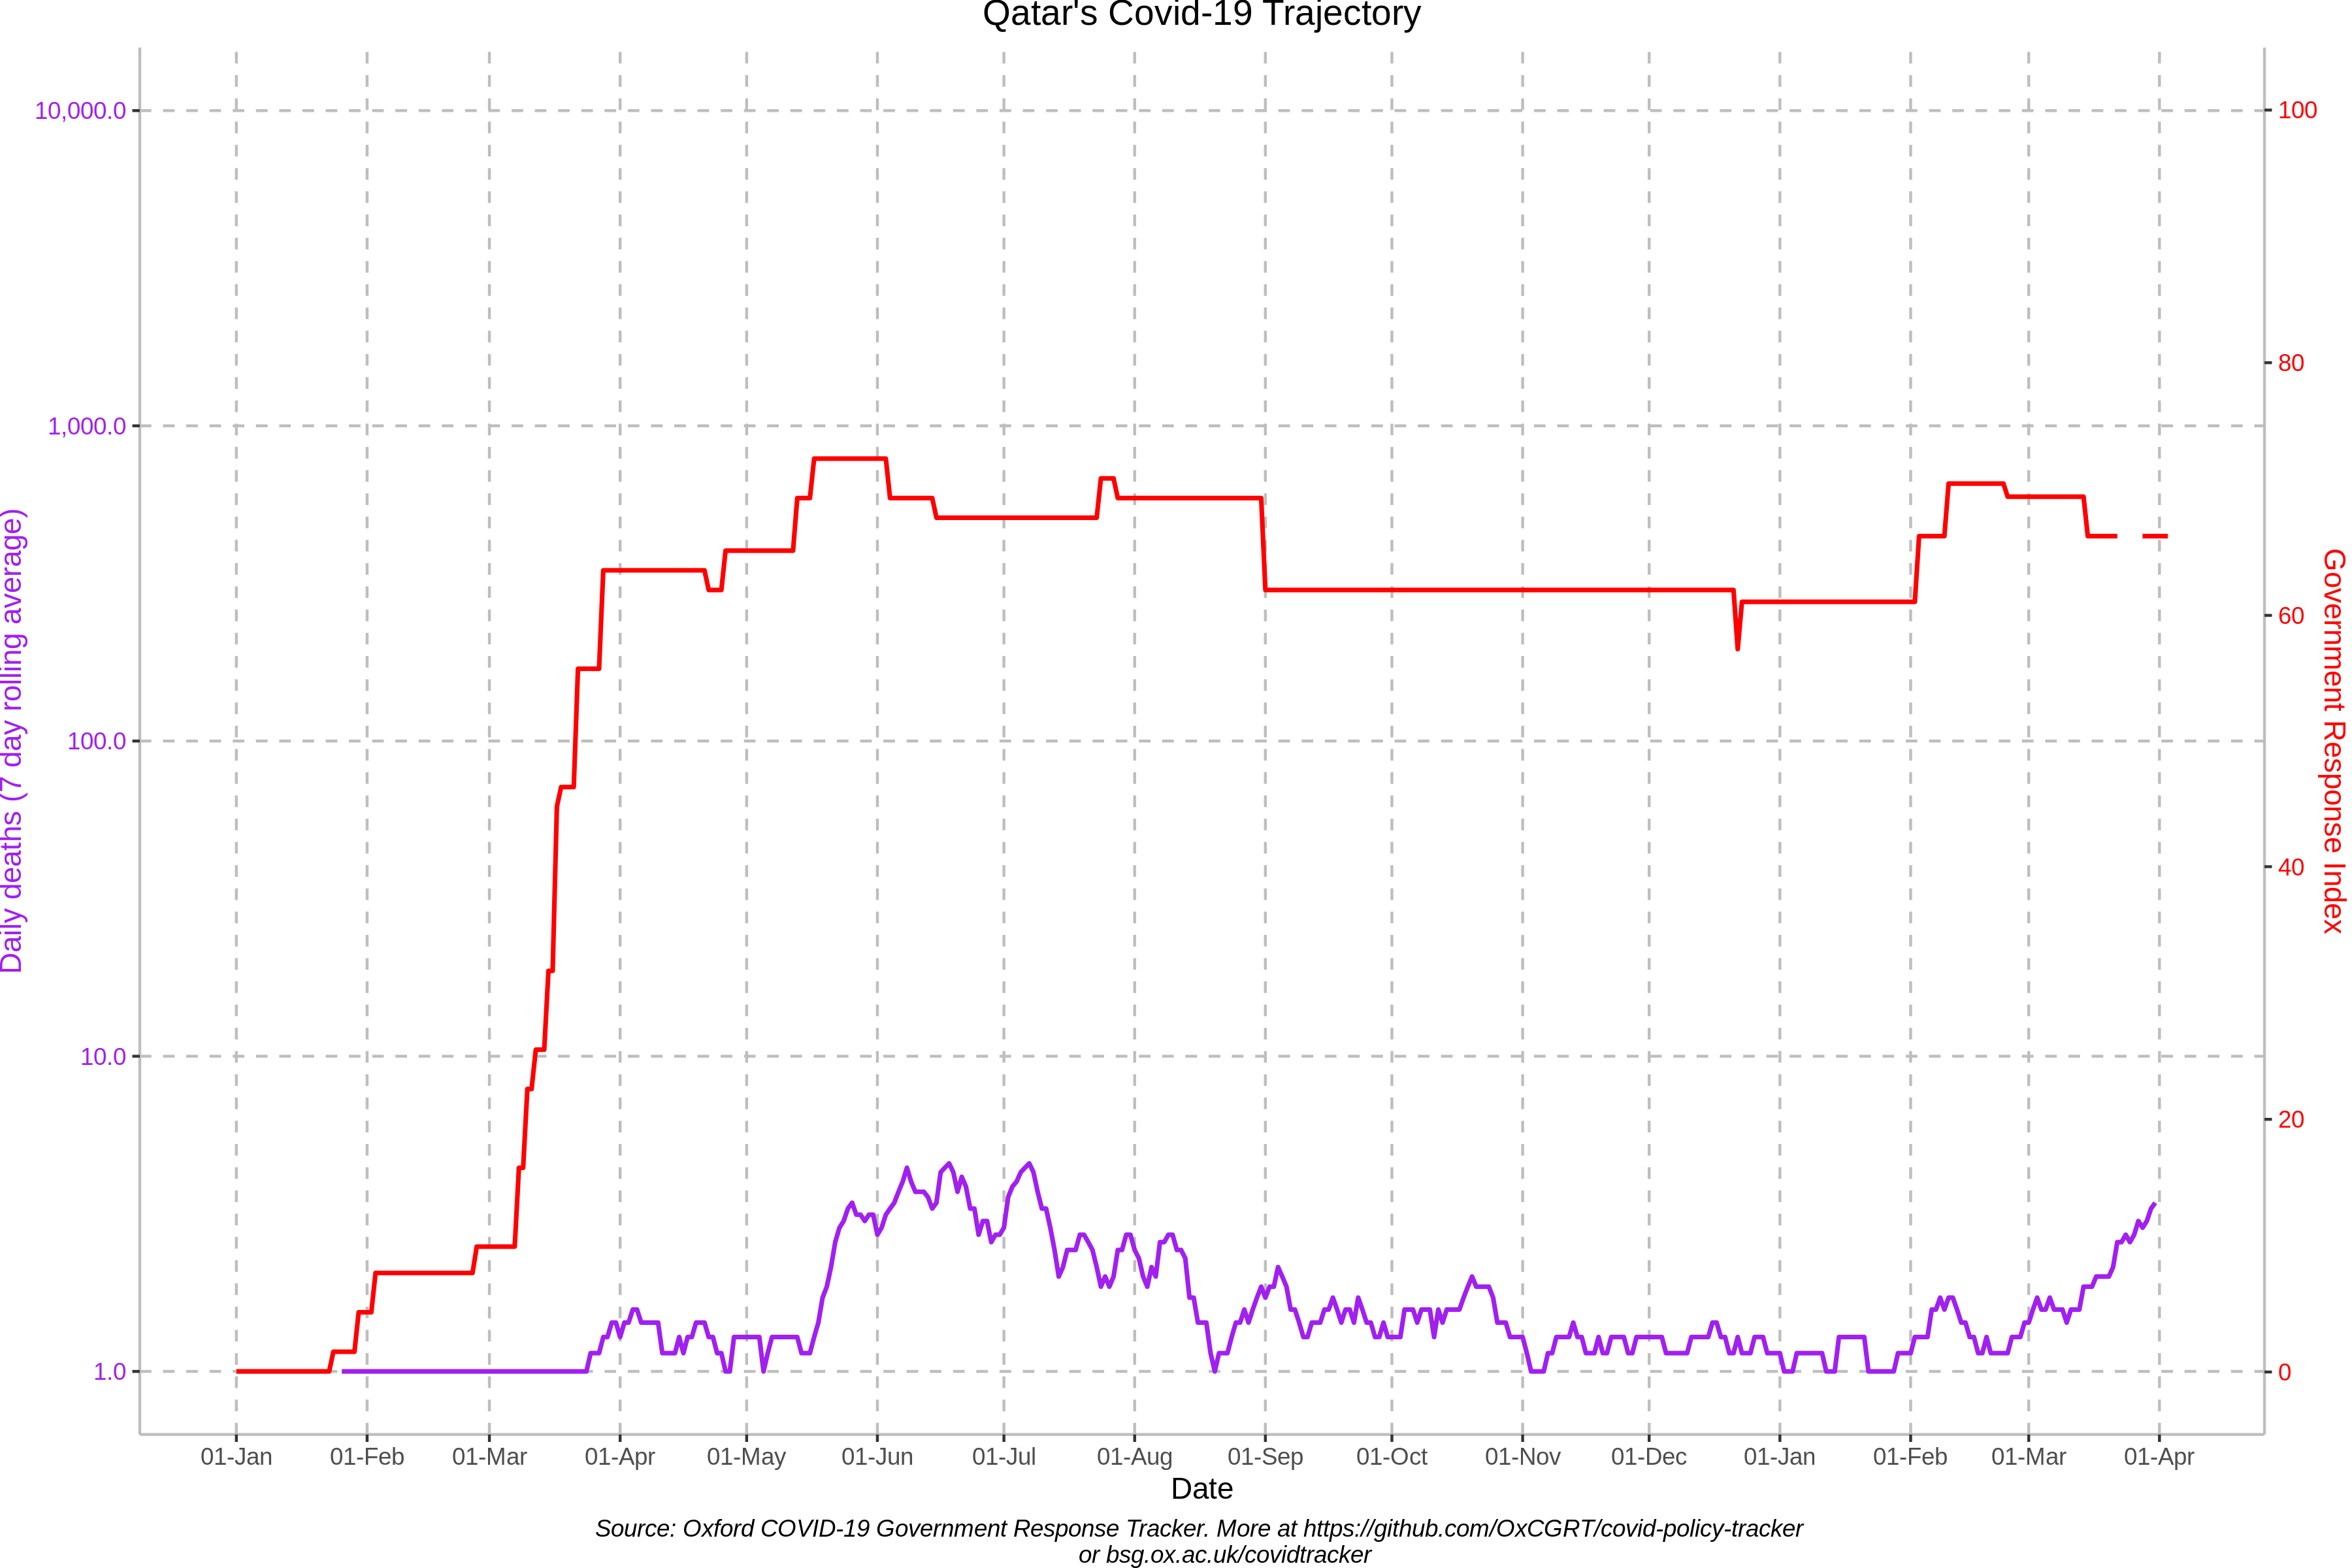 Qatar's Covid-19 Trajectory
10,000.0
1,000.0
100.0
10.0
1.0
Daily deaths (7 day rolling average)
100
80
60
40
20
0
Government Response Index
01-Jan 01-Feb 01-Mar 01-Apr 01-May 01-Jun 01-Jul 01-Aug 01-Sep 01-Oct 01-Nov 01-Dec 01-Jan 01-Feb 01-Mar 01-Apr
Date
Source: Oxford COVID-19 Government Response Tracker. More at https://github.com/OxCGRT/covid-policy-tracker
or bsg.ox.ac.uk/covidtracker